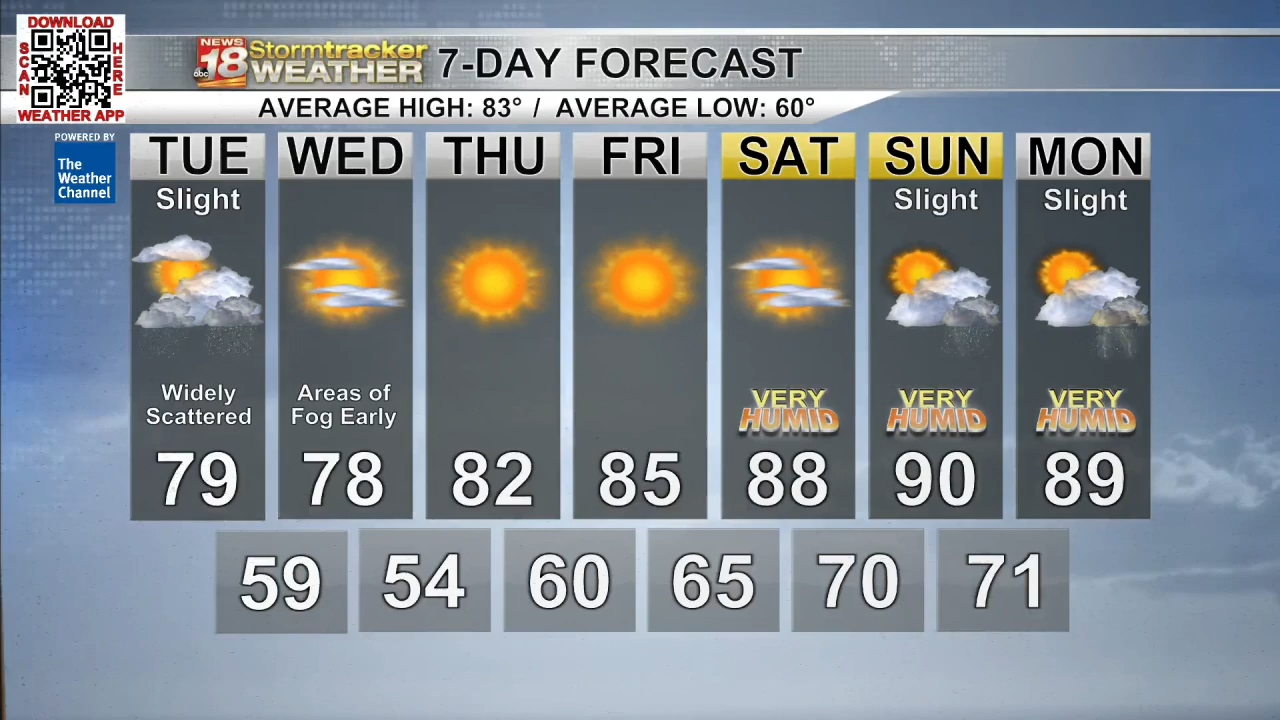 DOWNLOAD
SCAN
HERE
WEATHER APP
NEWS
abc 18
Stormtracker
WEATHER
7-DAY FORECAST
AVERAGE HIGH: 83° / AVERAGE LOW: 60°
POWERED BY
The
Weather
Channel
TUE WED THU FRI SAT SUN MON
Slight Slight Slight
Widely
Scattered
Areas of
Fog Early
VERY
HUMID
VERY
HUMID
VERY
HUMID
79 78 82 85 88 90 89
59 54 60 65 70 71